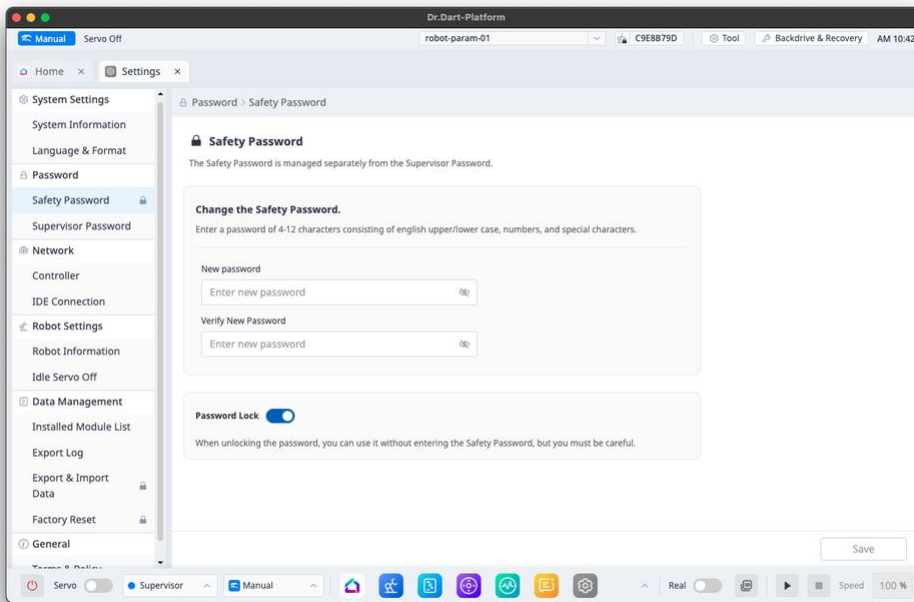 Dr.Dart-Platform
Manual Servo Off robot-param-01 C9E8B79D Tool Backdrive & Recovery AM 10:42
Home Settings
System Settings
System Information
Language & Format
Password
Safety Password
Supervisor Password
Network
Controller
IDE Connection
Robot Settings
Robot Information
Idle Servo Off
Data Management
Installed Module List
Export Log
Export & Import
Data
Factory Reset
General
Terms & Policy
Password > Safety Password
Safety Password
The Safety Password is managed separately from the Supervisor Password.
Change the Safety Password.
Enter a password of 4-12 characters consisting of english upper/lower case, numbers, and special characters.
New password
Enter new password
Verify New Password
Enter new password
Password Lock
When unlocking the password, you can use it without entering the Safety Password, but you must be careful.
Save
Servo Supervisor Manual Real Speed 100 %